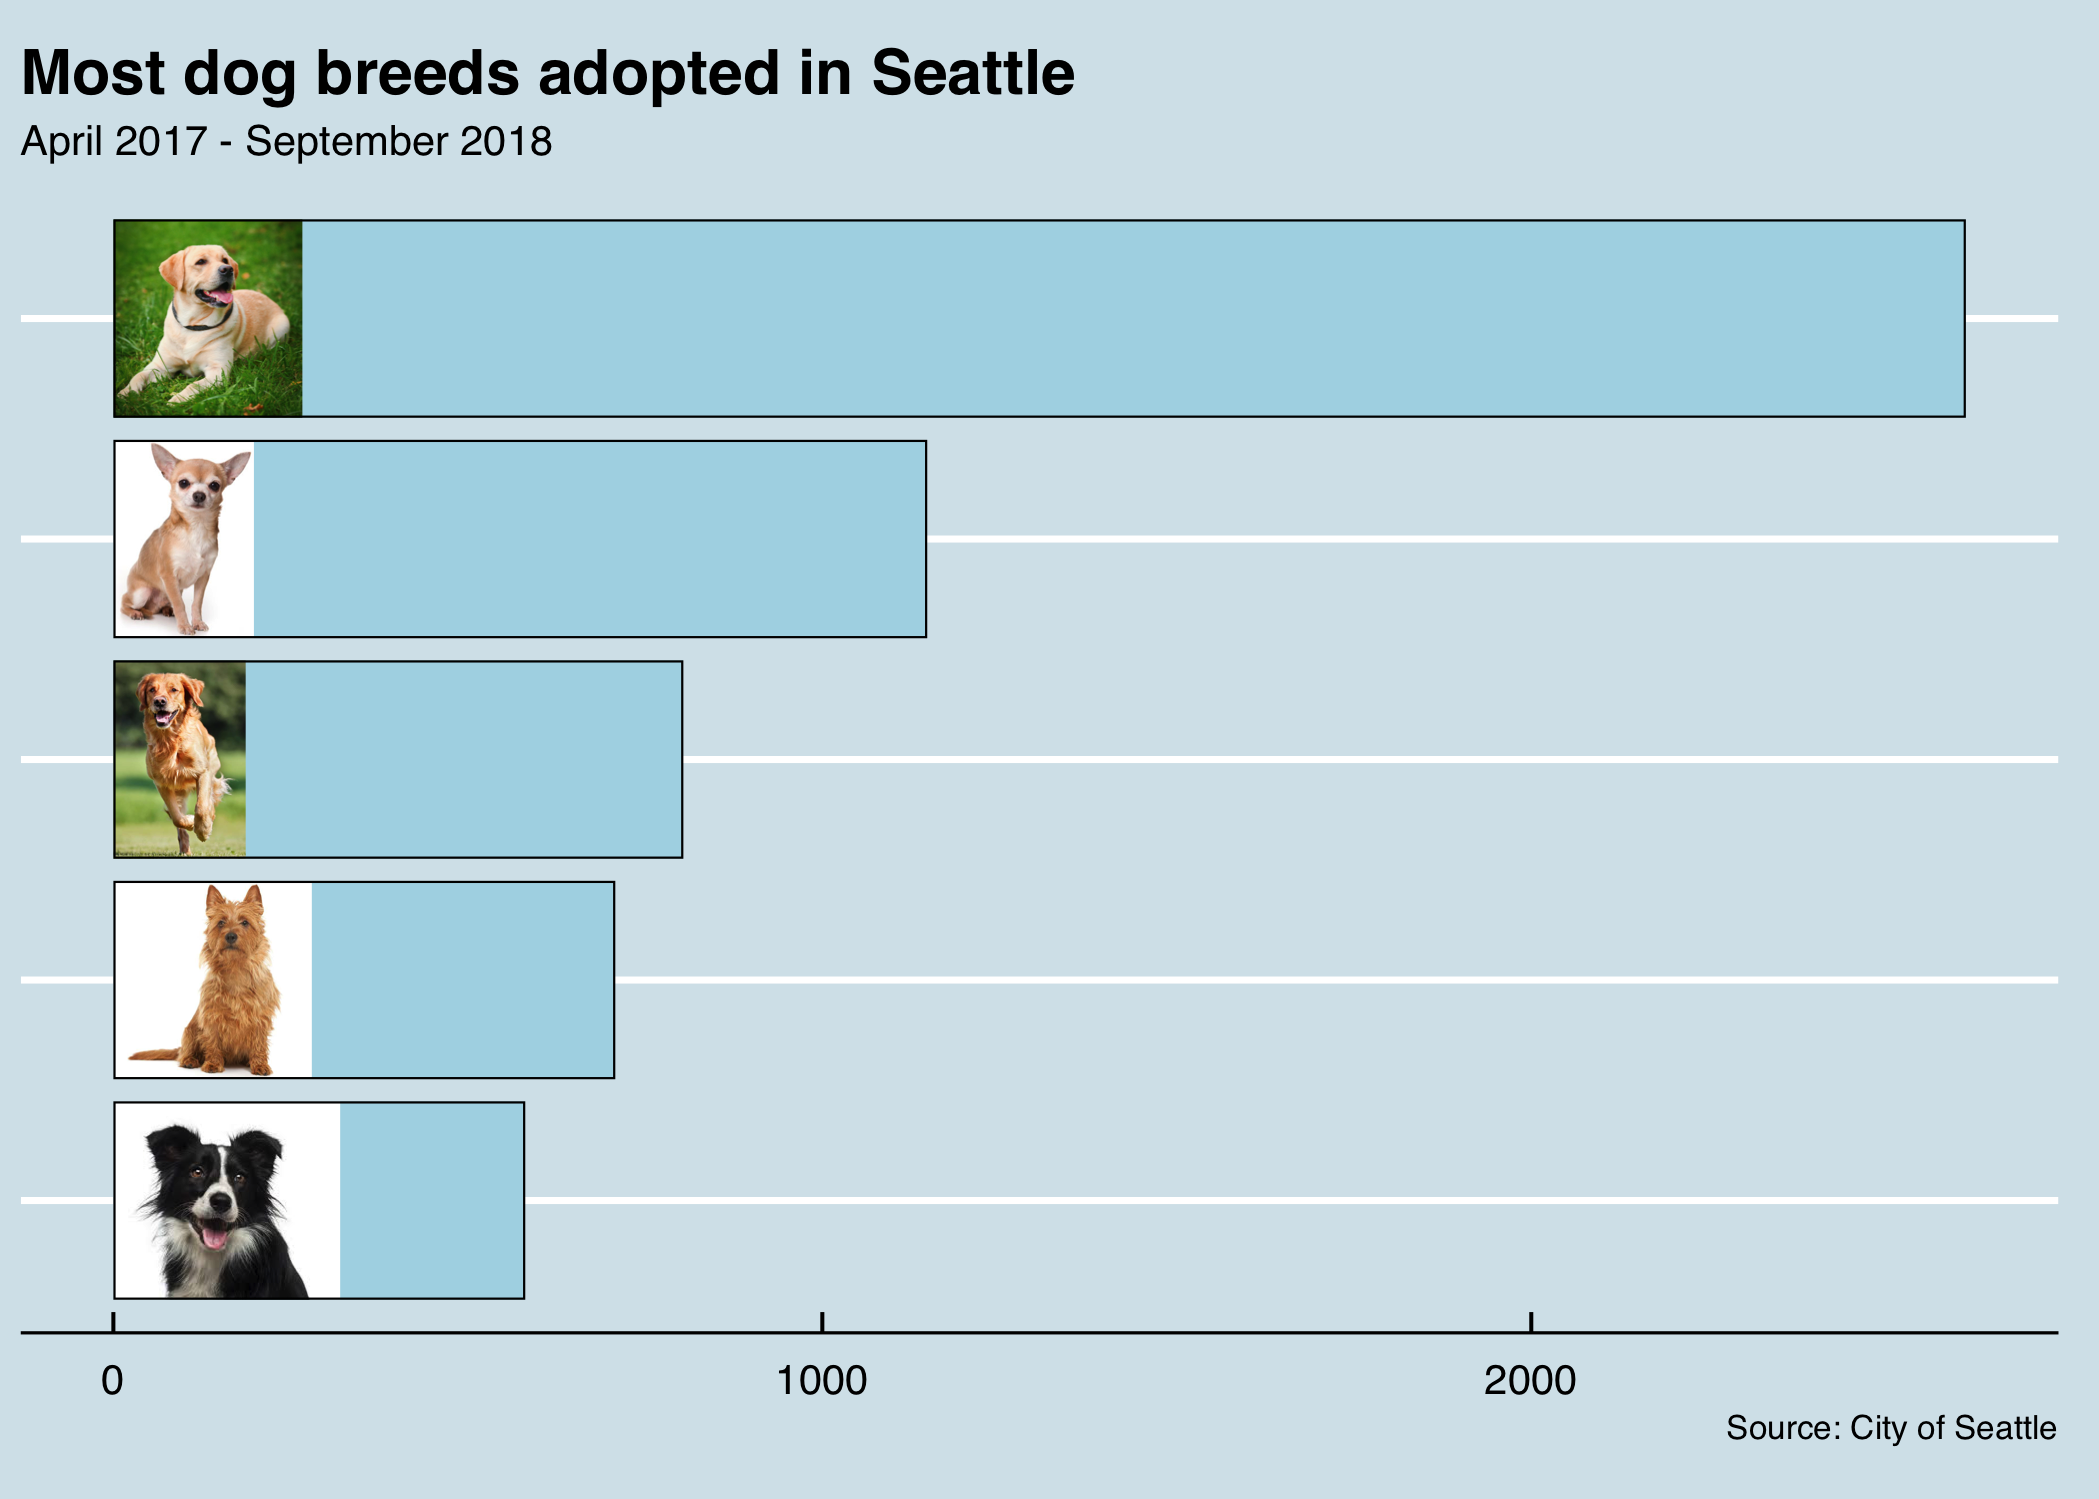 Most dog breeds adopted in Seattle
April 2017 - September 2018
0 1000 2000
Source: City of Seattle